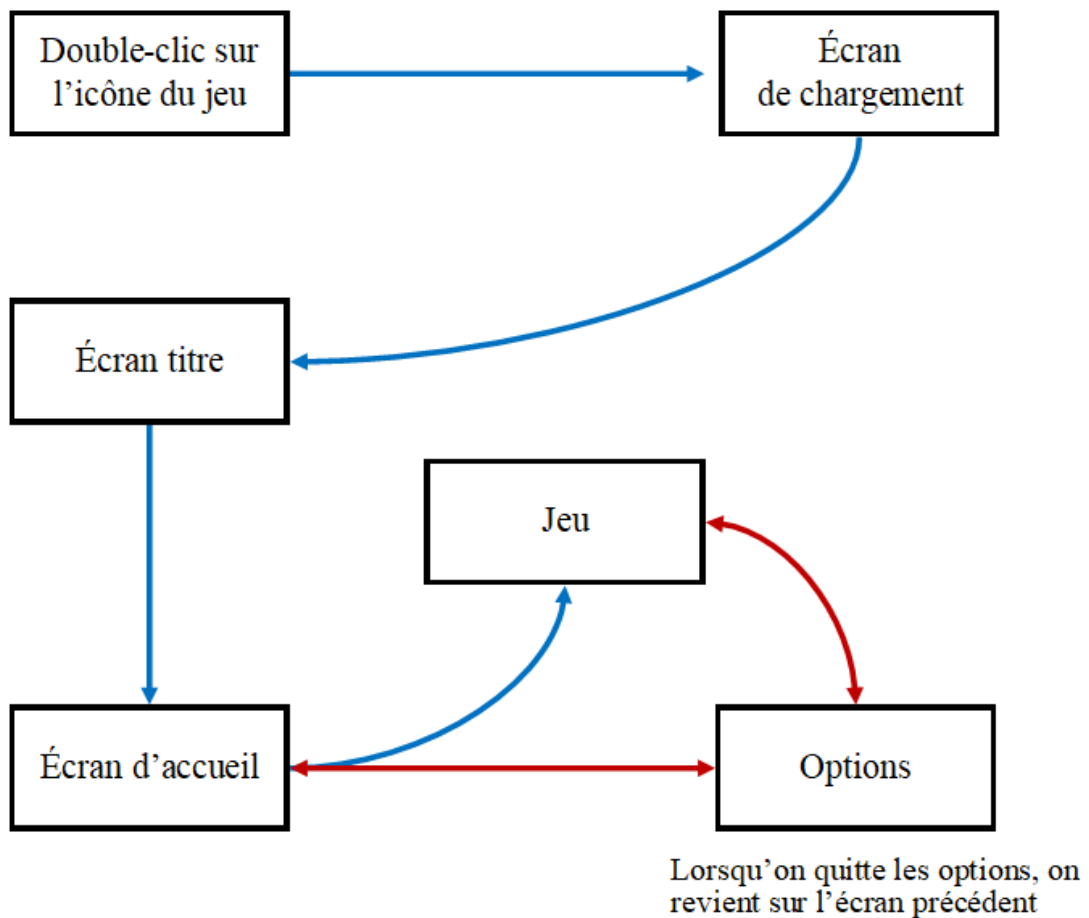 Double-clic sur
l’icône du jeu
Écran
de chargement
Écran titre
Jeu
Écran d’accueil
Options
Lorsqu’on quitte les options, on
revient sur l’écran précédent